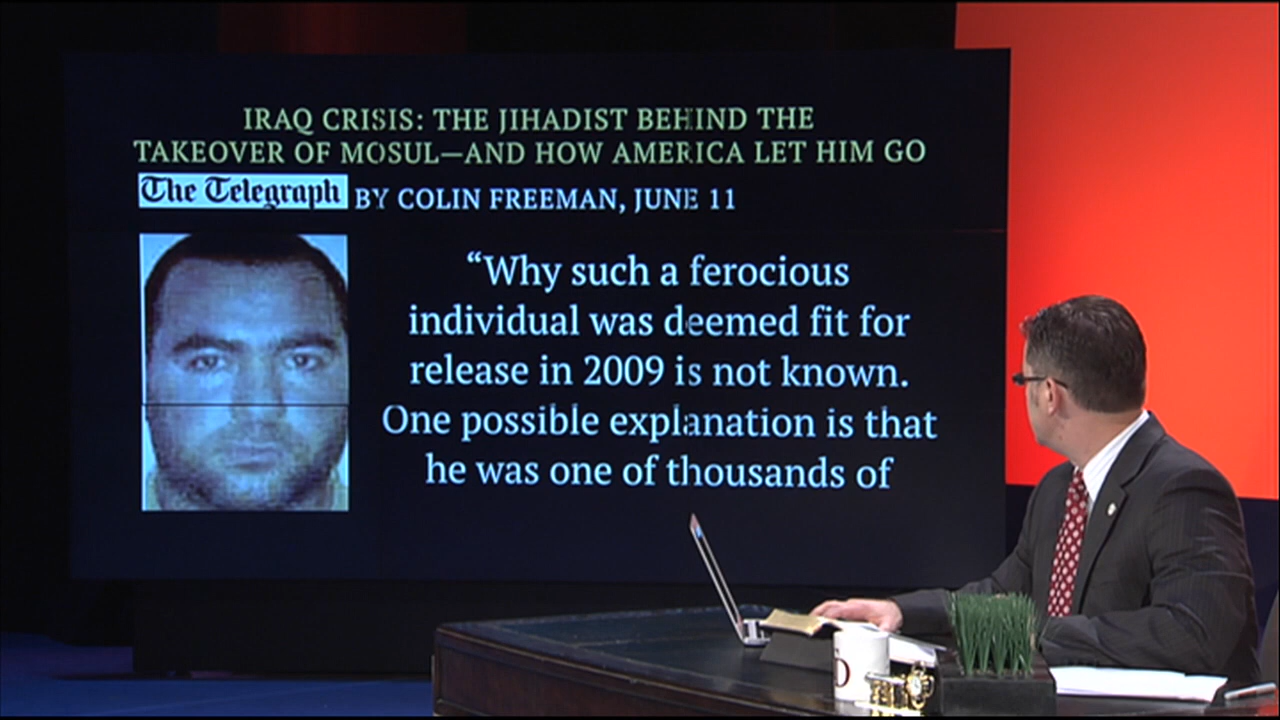 IRAQ CRISIS: THE JIHADIST BEHIND THE
TAKEOVER OF MOSUL—AND HOW AMERICA LET HIM GO
The Telegraph BY COLIN FREEMAN, JUNE 11
“Why such a ferocious
individual was deemed fit for
release in 2009 is not known.
One possible explanation is that
he was one of thousands of